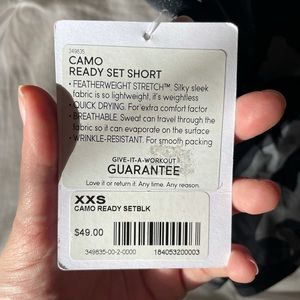 349835
CAMO
READY SET SHORT
• FEATHERWEIGHT STRETCH™. Silky sleek
fabric is so lightweight, it's weightless
• QUICK DRYING. For extra comfort factor
• BREATHABLE. Sweat can travel through the
fabric so it can evaporate on the surface
• WRINKLE-RESISTANT. For smooth packing
GIVE-IT-A-WORKOUT
GUARANTEE
Love it or return it. Any time. Any reason.
XXS
CAMO READY SETBLK
$49.00
349835-00-2-0000 184053200003